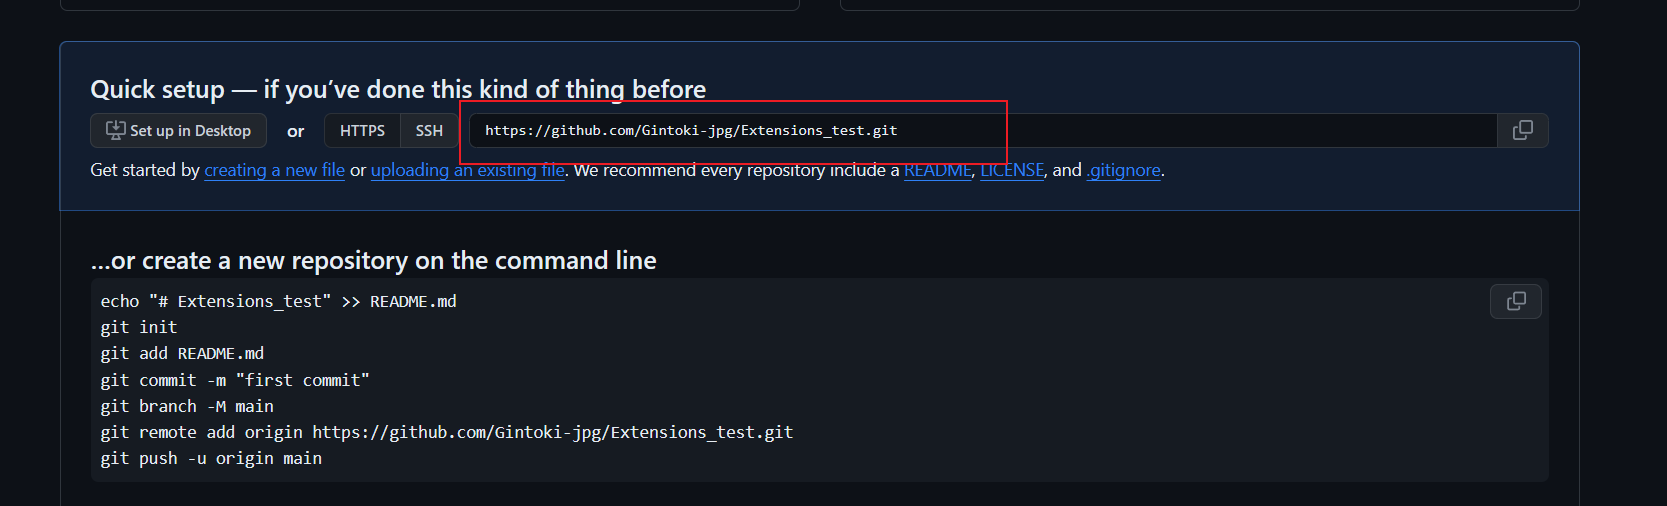 Quick setup — if you’ve done this kind of thing before
Set up in Desktop or HTTPS SSH https://github.com/Gintoki-jpg/Extensions_test.git
Get started by creating a new file or uploading an existing file. We recommend every repository include a README, LICENSE, and .gitignore.
...or create a new repository on the command line
echo "# Extensions_test" >> README.md
git init
git add README.md
git commit -m "first commit"
git branch -M main
git remote add origin https://github.com/Gintoki-jpg/Extensions_test.git
git push -u origin main